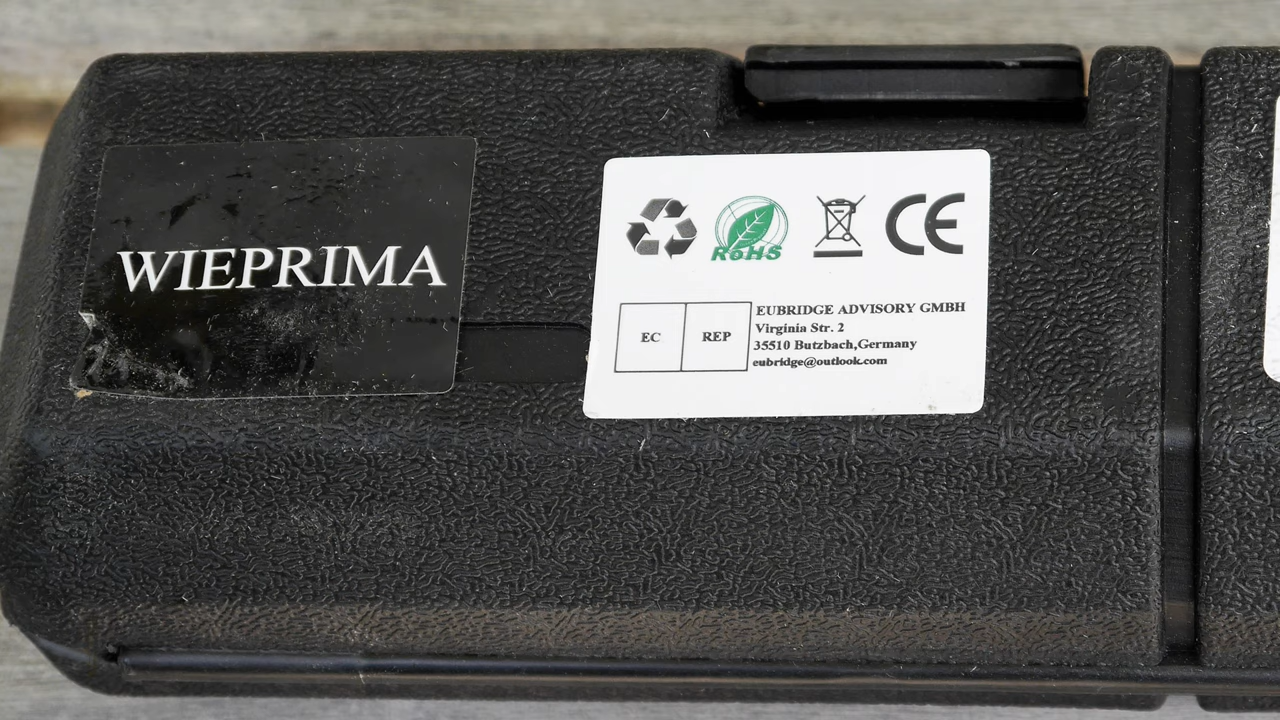 WIEPRIMA
RoHS
CE
EC REP
EUBRIDGE ADVISORY GMBH
Virginia Str. 2
35510 Butzbach,Germany
eubridge@outlook.com